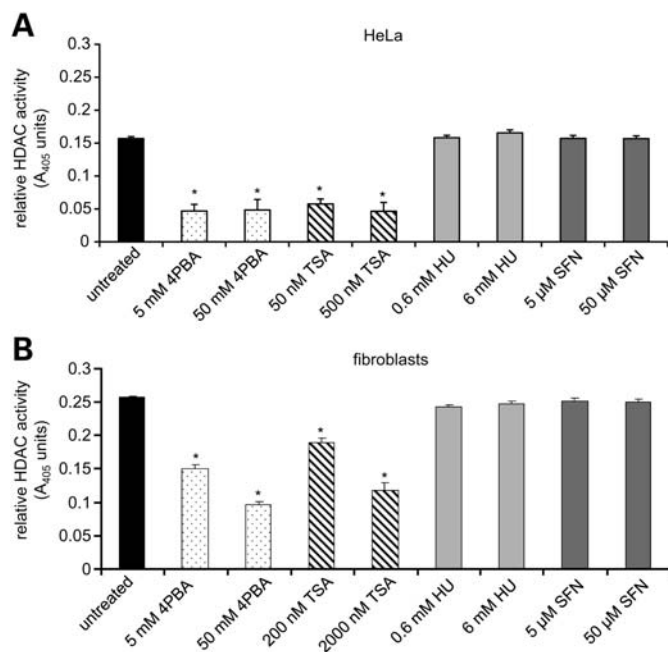 A
HeLa
relative HDAC activity
(A405 units)
0.3
0.25
0.2
0.15
0.1
0.05
0
* * * *
untreated
5 mM 4PBA
50 mM 4PBA
50 nM TSA
500 nM TSA
0.6 mM HU
6 mM HU
5 µM SFN
50 µM SFN
B
fibroblasts
relative HDAC activity
(A405 units)
0.3
0.25
0.2
0.15
0.1
0.05
0
* * * *
untreated
5 mM 4PBA
50 mM 4PBA
200 nM TSA
2000 nM TSA
0.6 mM HU
6 mM HU
5 µM SFN
50 µM SFN